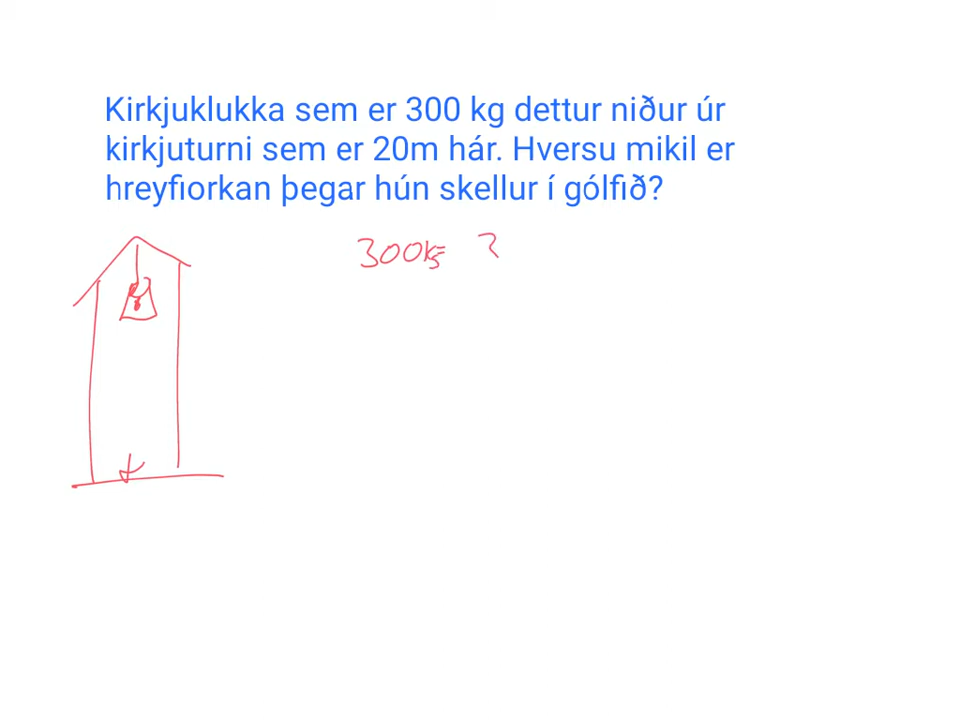 Kirkjuklukka sem er 300 kg dettur niður úr
kirkjuturni sem er 20m hár. Hversu mikil er
hreyfiorkan þegar hún skellur í gólfið?
300kg